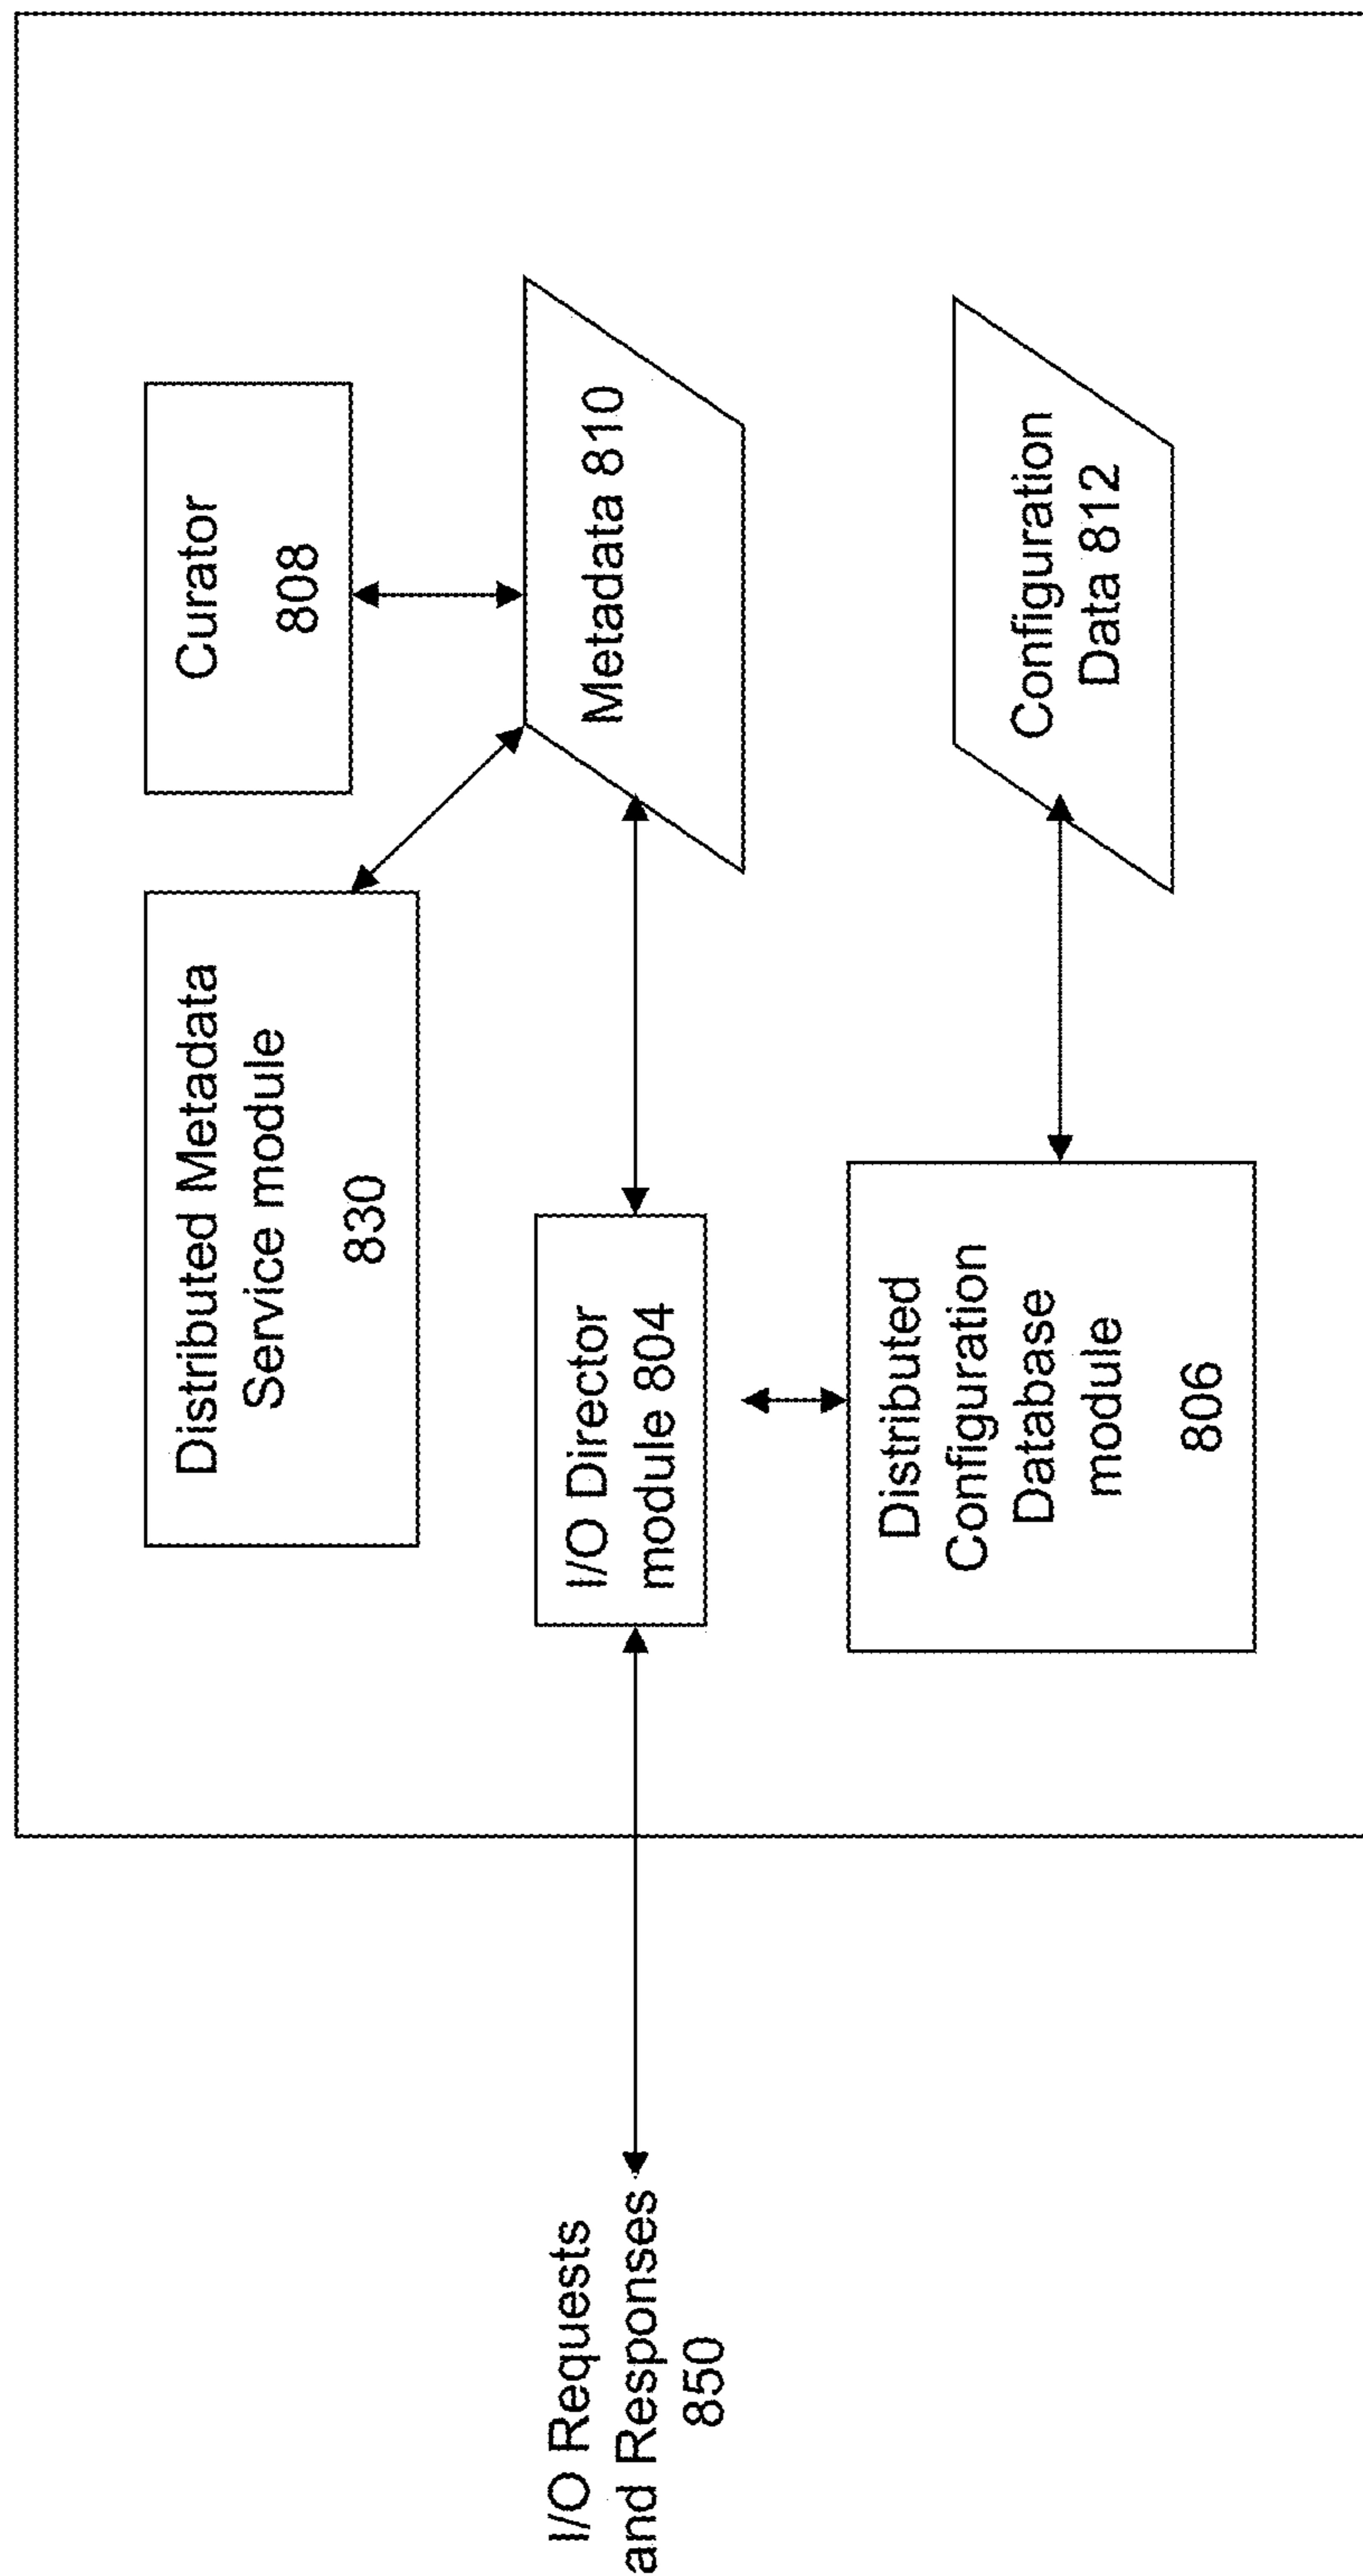 Distributed Metadata
Service module
830
Curator
808
I/O Requests
and Responses
850
I/O Director
module 804
Metadata 810
Distributed
Configuration
Database
module
806
Configuration
Data 812